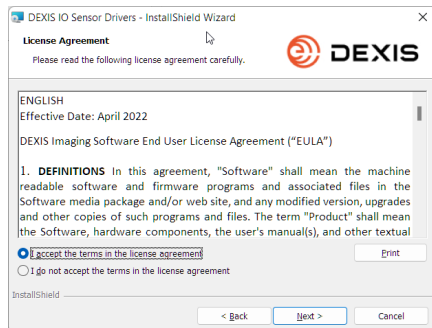 DEXIS IO Sensor Drivers - InstallShield Wizard
License Agreement
Please read the following license agreement carefully.
DEXIS
ENGLISH
Effective Date: April 2022
DEXIS Imaging Software End User License Agreement ("EULA")
1. DEFINITIONS In this agreement, "Software" shall mean the machine
readable software and firmware programs and associated files in the
Software media package and/or web site, and any modified version, upgrades
and other copies of such programs and files. The term "Product" shall mean
the Software, hardware components, the user's manual(s), and other textual
I accept the terms in the license agreement
Print
I do not accept the terms in the license agreement
InstallShield
< Back
Next >
Cancel